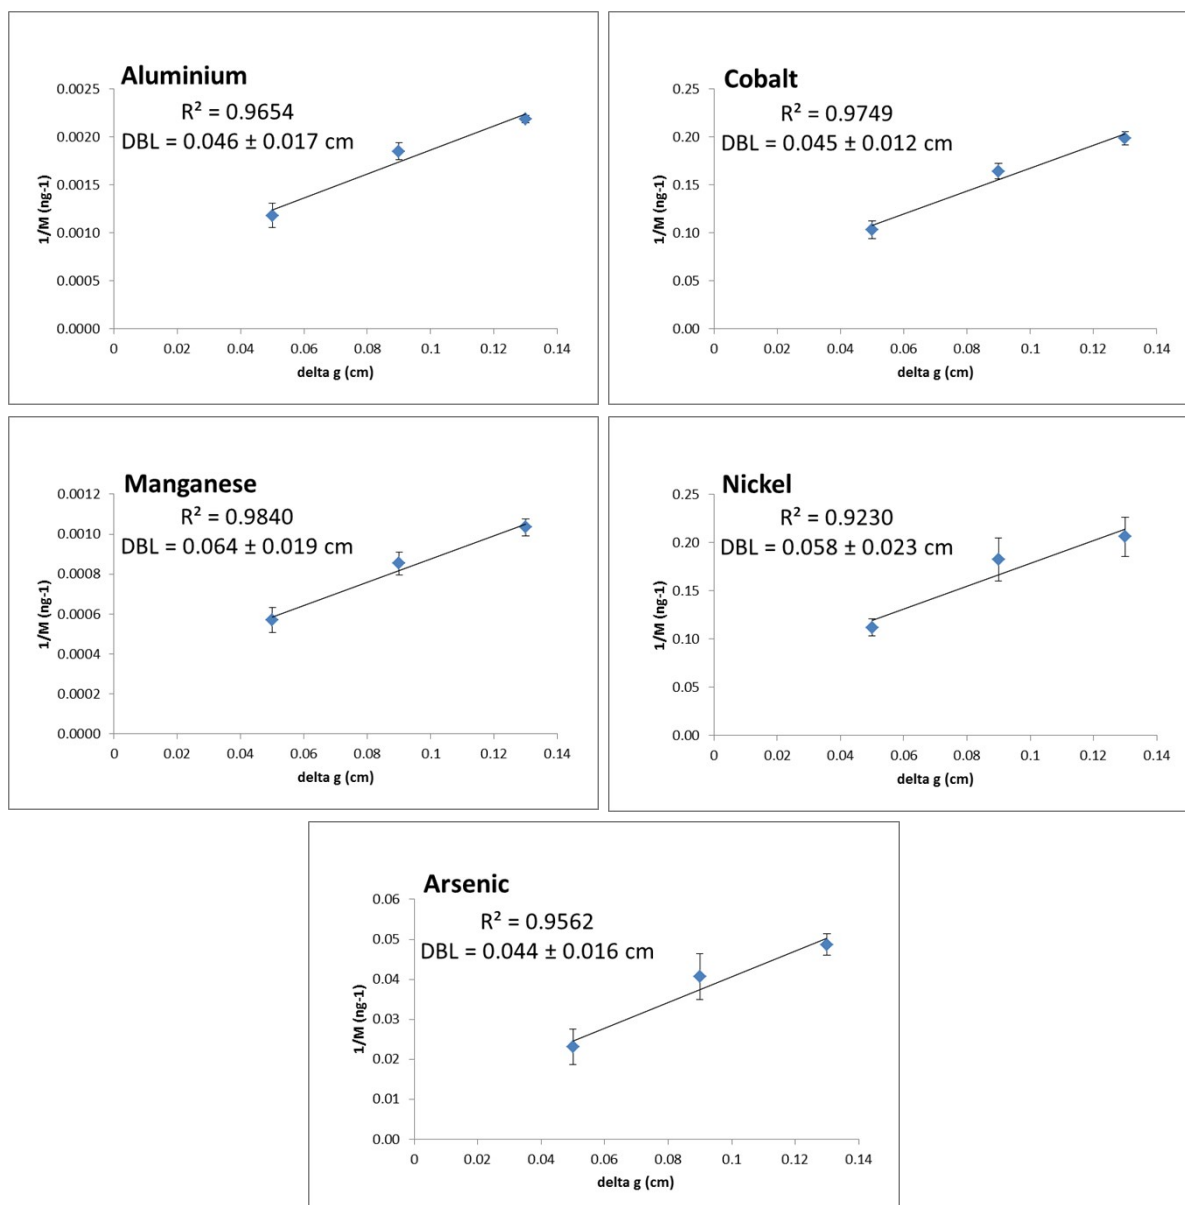 Aluminium
R² = 0.9654
DBL = 0.046 ± 0.017 cm
0.0025
0.0020
0.0015
0.0010
0.0005
0.0000
1/M (ng-1)
0 0.02 0.04 0.06 0.08 0.1 0.12 0.14
delta g (cm)
Cobalt
R² = 0.9749
DBL = 0.045 ± 0.012 cm
0.25
0.20
0.15
0.10
0.05
0.00
1/M (ng-1)
0 0.02 0.04 0.06 0.08 0.1 0.12 0.14
delta g (cm)
Manganese
R² = 0.9840
DBL = 0.064 ± 0.019 cm
0.0012
0.0010
0.0008
0.0006
0.0004
0.0002
0.0000
1/M (ng-1)
0 0.02 0.04 0.06 0.08 0.1 0.12 0.14
delta g (cm)
Nickel
R² = 0.9230
DBL = 0.058 ± 0.023 cm
0.25
0.20
0.15
0.10
0.05
0.00
1/M (ng-1)
0 0.02 0.04 0.06 0.08 0.1 0.12 0.14
delta g (cm)
Arsenic
R² = 0.9562
DBL = 0.044 ± 0.016 cm
0.06
0.05
0.04
0.03
0.02
0.01
0.00
1/M (ng-1)
0 0.02 0.04 0.06 0.08 0.1 0.12 0.14
delta g (cm)